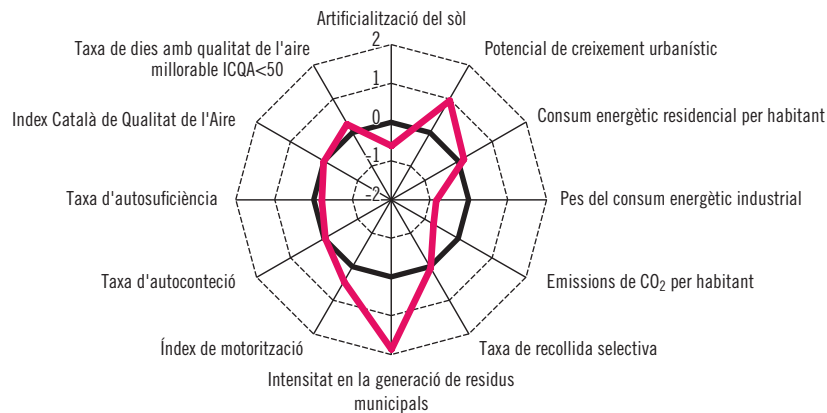 Artificialització del sòl
Taxa de dies amb qualitat de l'aire
millorable ICQA<50
Potencial de creixement urbanístic
Index Català de Qualitat de l'Aire
Consum energètic residencial per habitant
2
1
0
-1
-2
Taxa d'autosuficiència
Pes del consum energètic industrial
Taxa d'autoconteció
Emissions de CO2 per habitant
Índex de motorització
Taxa de recollida selectiva
Intensitat en la generació de residus
municipals